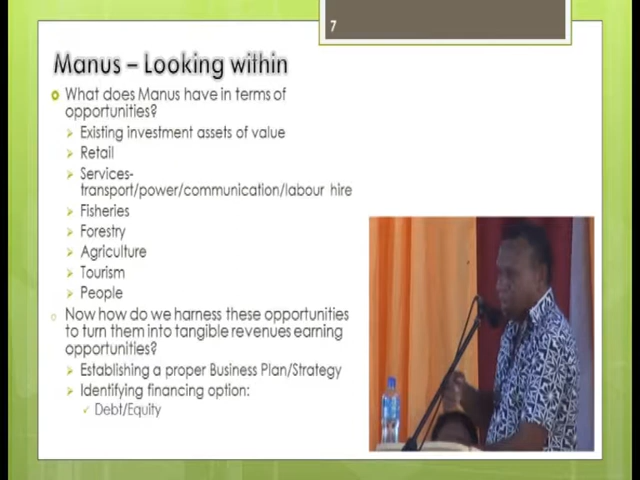 7
Manus – Looking within
What does Manus have in terms of
opportunities?
Existing investment assets of value
Retail
Services-
transport/power/communication/labour hire
Fisheries
Forestry
Agriculture
Tourism
People
Now how do we harness these opportunities
to turn them into tangible revenues earning
opportunities?
Establishing a proper Business Plan/Strategy
Identifying financing option:
Debt/Equity